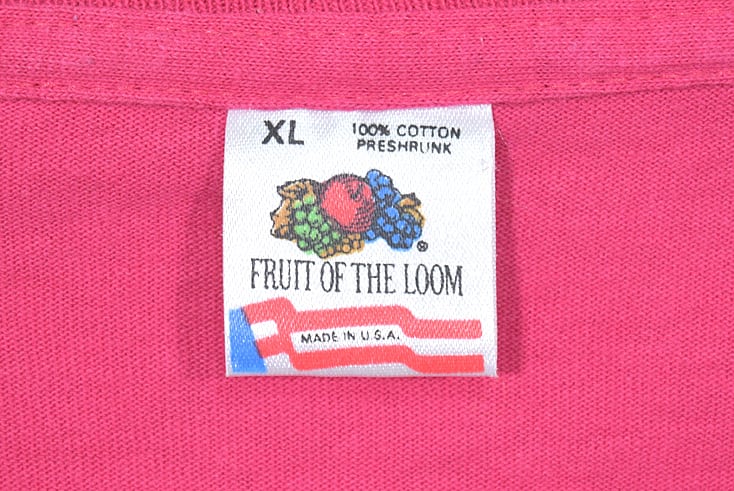 XL
100% COTTON
PRESHRUNK
®
FRUIT OF THE LOOM
MADE IN U.S.A.